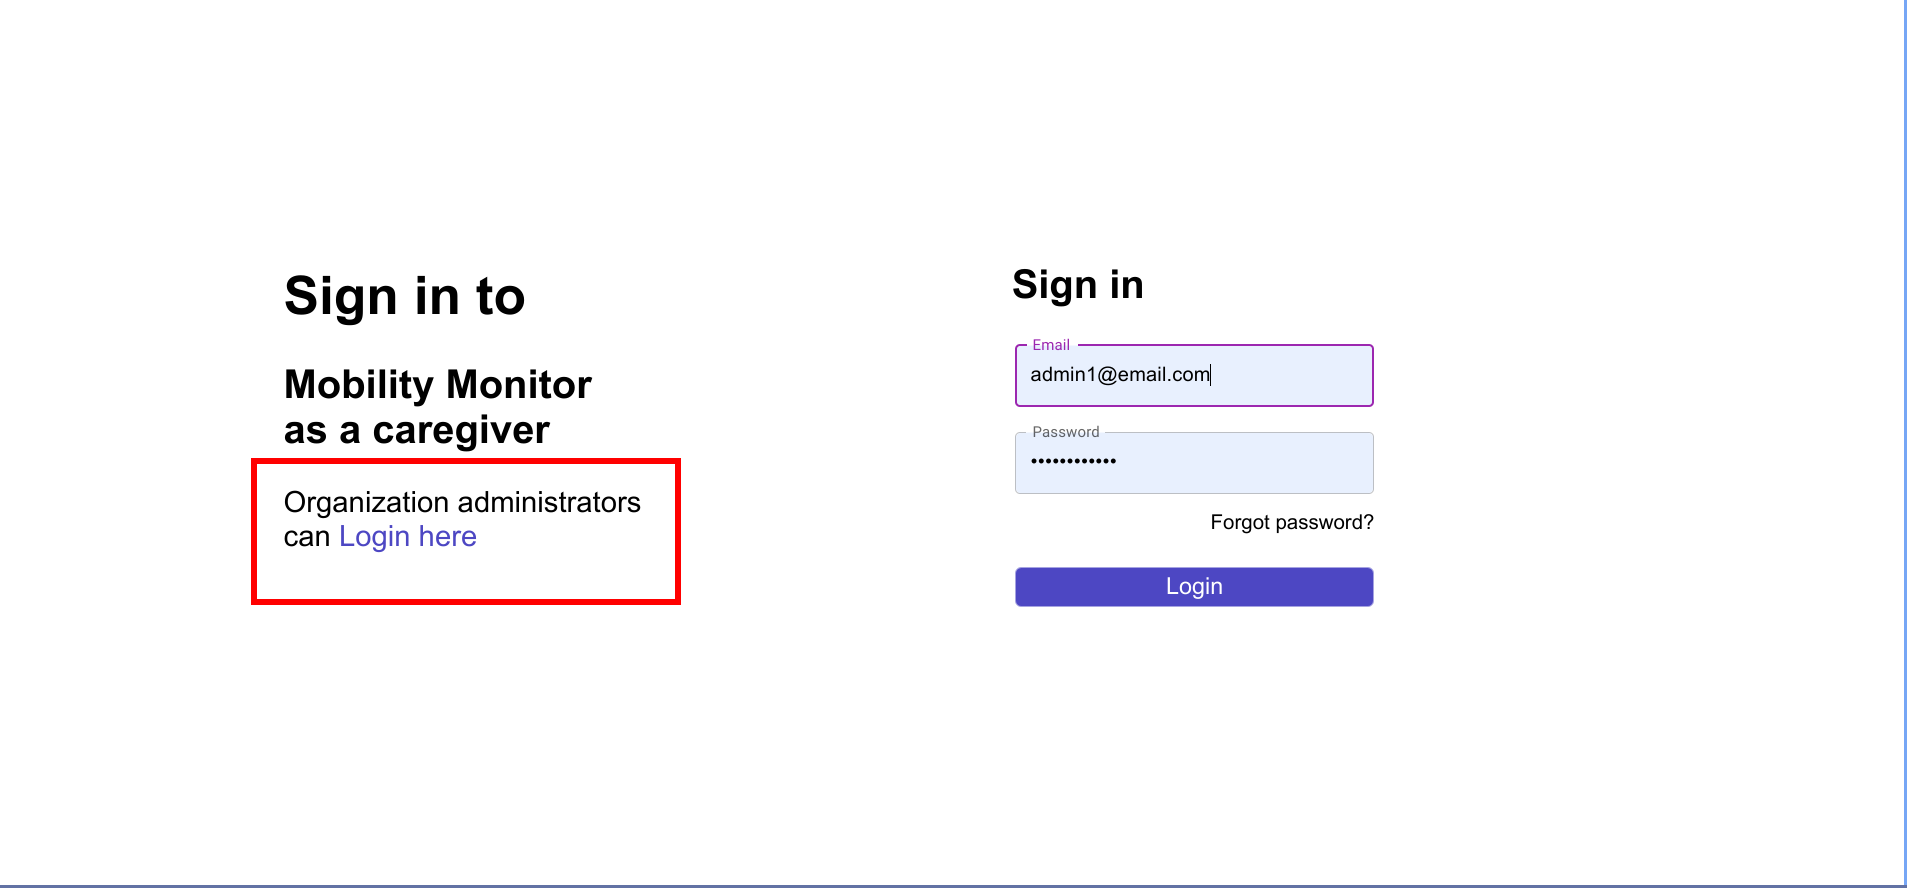 Sign in to
Mobility Monitor
as a caregiver
Organization administrators
can Login here
Sign in
Email
admin1@email.com
Password
••••••••••••
Forgot password?
Login